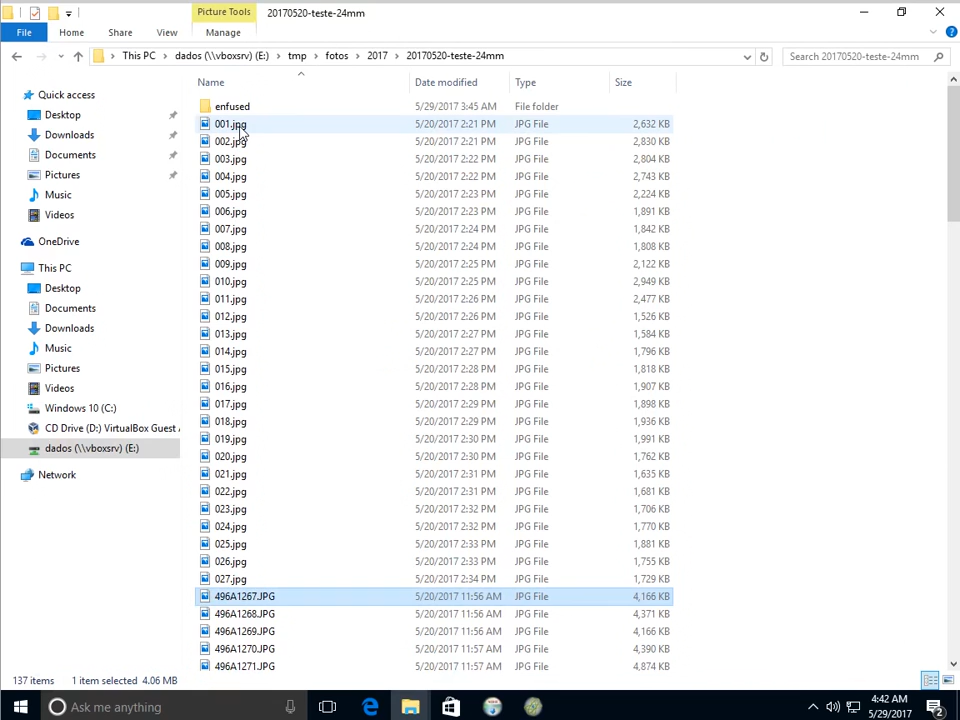 Picture Tools 20170520-teste-24mm
File Home Share View Manage
This PC dados (\\vboxsrv) (E:) tmp fotos 2017 20170520-teste-24mm Search 20170520-teste-24mm
Name Date modified Type Size
Quick access
Desktop
Downloads
Documents
Pictures
Music
Videos
OneDrive
This PC
Desktop
Documents
Downloads
Music
Pictures
Videos
Windows 10 (C:)
CD Drive (D:) VirtualBox Guest
dados (\\vboxsrv) (E:)
Network
enfused 5/29/2017 3:45 AM File folder
001.jpg 5/20/2017 2:21 PM JPG File 2,632 KB
002.jpg 5/20/2017 2:21 PM JPG File 2,830 KB
003.jpg 5/20/2017 2:22 PM JPG File 2,804 KB
004.jpg 5/20/2017 2:22 PM JPG File 2,743 KB
005.jpg 5/20/2017 2:23 PM JPG File 2,224 KB
006.jpg 5/20/2017 2:23 PM JPG File 1,891 KB
007.jpg 5/20/2017 2:24 PM JPG File 1,842 KB
008.jpg 5/20/2017 2:24 PM JPG File 1,808 KB
009.jpg 5/20/2017 2:25 PM JPG File 2,122 KB
010.jpg 5/20/2017 2:25 PM JPG File 2,949 KB
011.jpg 5/20/2017 2:26 PM JPG File 2,477 KB
012.jpg 5/20/2017 2:26 PM JPG File 1,526 KB
013.jpg 5/20/2017 2:27 PM JPG File 1,584 KB
014.jpg 5/20/2017 2:27 PM JPG File 1,796 KB
015.jpg 5/20/2017 2:28 PM JPG File 1,818 KB
016.jpg 5/20/2017 2:28 PM JPG File 1,907 KB
017.jpg 5/20/2017 2:29 PM JPG File 1,898 KB
018.jpg 5/20/2017 2:29 PM JPG File 1,936 KB
019.jpg 5/20/2017 2:30 PM JPG File 1,991 KB
020.jpg 5/20/2017 2:30 PM JPG File 1,762 KB
021.jpg 5/20/2017 2:31 PM JPG File 1,635 KB
022.jpg 5/20/2017 2:31 PM JPG File 1,681 KB
023.jpg 5/20/2017 2:32 PM JPG File 1,706 KB
024.jpg 5/20/2017 2:32 PM JPG File 1,770 KB
025.jpg 5/20/2017 2:33 PM JPG File 1,881 KB
026.jpg 5/20/2017 2:33 PM JPG File 1,755 KB
027.jpg 5/20/2017 2:34 PM JPG File 1,729 KB
496A1267.JPG 5/20/2017 11:56 AM JPG File 4,166 KB
496A1268.JPG 5/20/2017 11:56 AM JPG File 4,371 KB
496A1269.JPG 5/20/2017 11:56 AM JPG File 4,166 KB
496A1270.JPG 5/20/2017 11:57 AM JPG File 4,390 KB
496A1271.JPG 5/20/2017 11:57 AM JPG File 4,874 KB
137 items 1 item selected 4.06 MB
Ask me anything
4:42 AM
5/29/2017
2